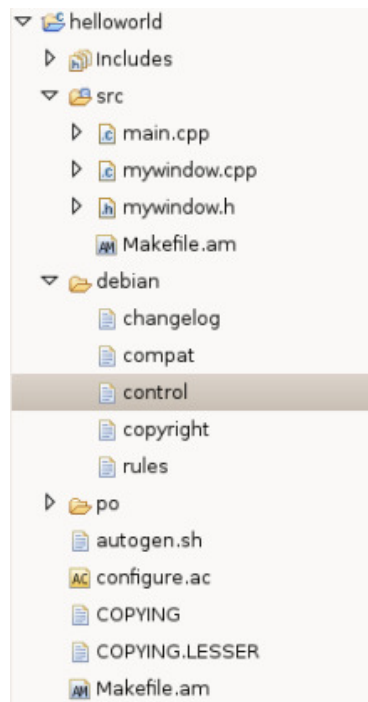 helloworld
Includes
src
main.cpp
mywindow.cpp
mywindow.h
Makefile.am
debian
changelog
compat
control
copyright
rules
po
autogen.sh
configure.ac
COPYING
COPYING.LESSER
Makefile.am